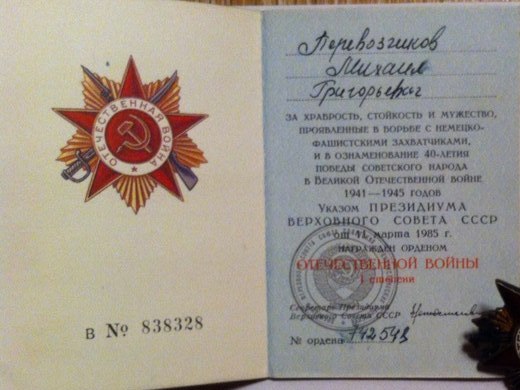 ОТЕЧЕСТВЕННАЯ ВОЙНА
В № 838328
Перевозчиков
Михаил
Григорьевич
ЗА ХРАБРОСТЬ, СТОЙКОСТЬ И МУЖЕСТВО,
ПРОЯВЛЕННЫЕ В БОРЬБЕ С НЕМЕЦКО-
ФАШИСТСКИМИ ЗАХВАТЧИКАМИ,
И В ОЗНАМЕНОВАНИЕ 40-ЛЕТИЯ
ПОБЕДЫ СОВЕТСКОГО НАРОДА
В ВЕЛИКОЙ ОТЕЧЕСТВЕННОЙ ВОЙНЕ
1941—1945 ГОДОВ
УКАЗОМ ПРЕЗИДИУМА
ВЕРХОВНОГО СОВЕТА СССР
от 11 марта 1985 г.
НАГРАЖДЕН ОРДЕНОМ
ОТЕЧЕСТВЕННОЙ ВОЙНЫ
I степени
Секретарь Президиума
Верховного Совета СССР
№ ордена 742543